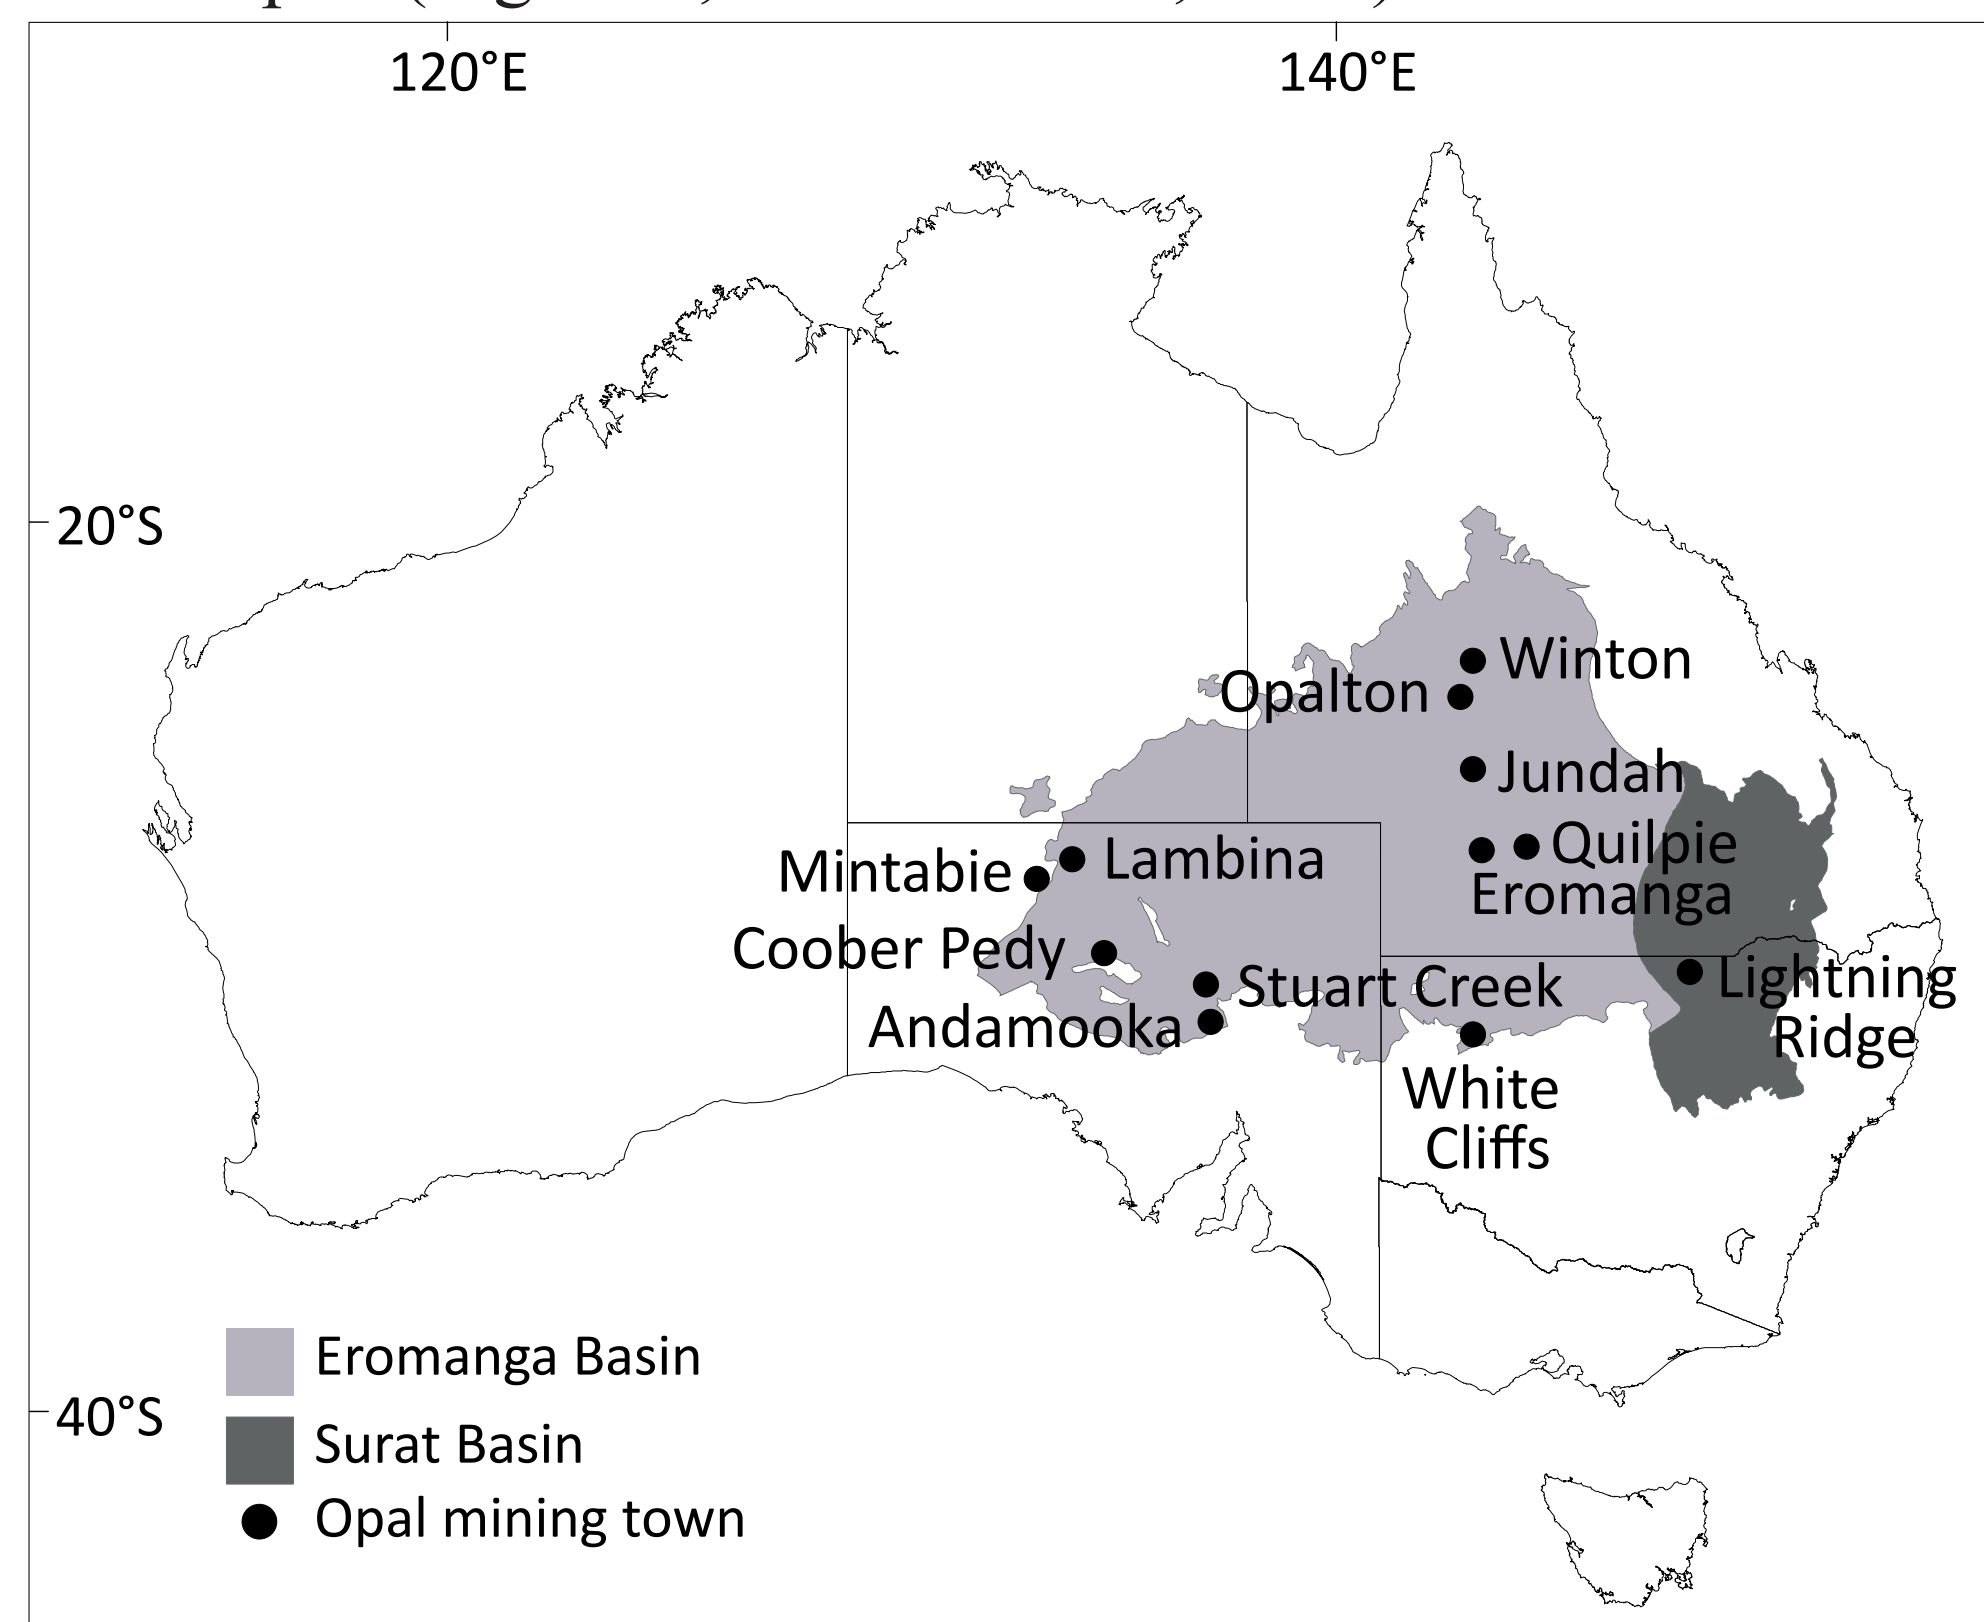 120°E
140°E
20°S
Winton
Opalton
Jundah
Quilpie
Eromanga
Lambina
Mintabie
Coober Pedy
Stuart Creek
Lightning
Ridge
Andamooka
White
Cliffs
Eromanga Basin
40°S
Surat Basin
Opal mining town